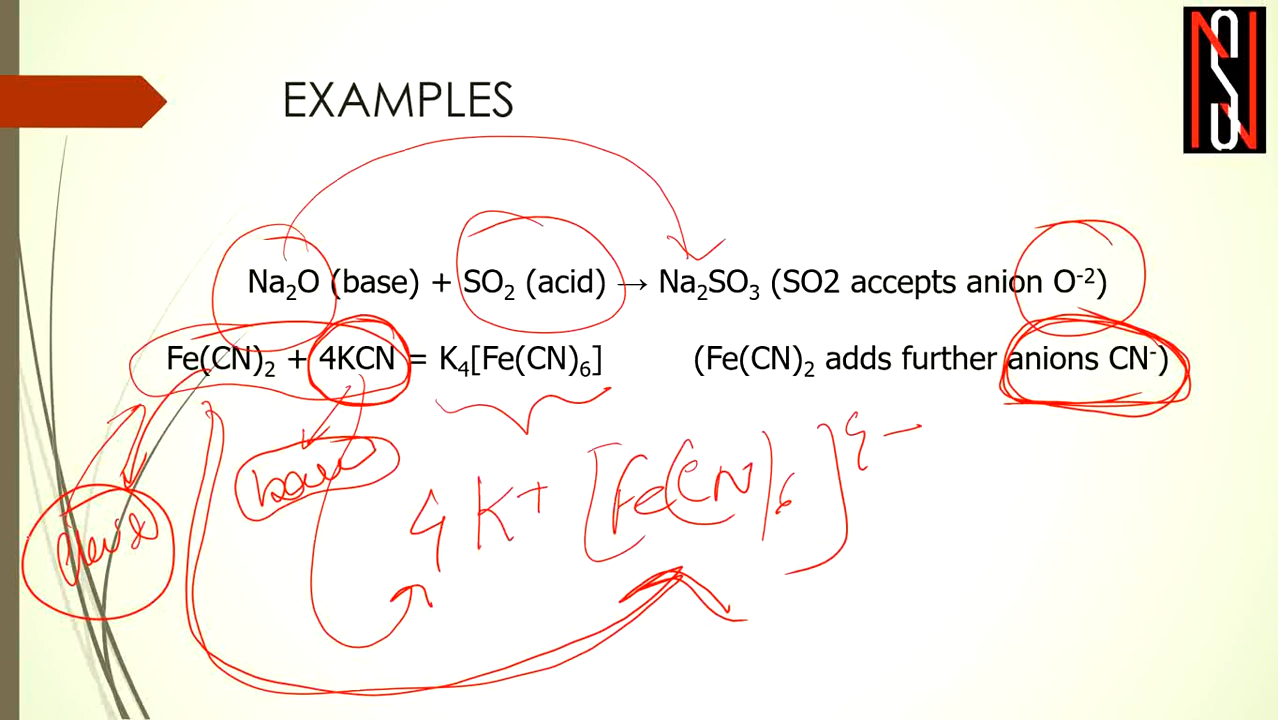 EXAMPLES
Na₂O (base) + SO₂ (acid) → Na₂SO₃ (SO2 accepts anion O⁻²)
Fe(CN)₂ + 4KCN = K₄[Fe(CN)₆] (Fe(CN)₂ adds further anions CN⁻)
4 K+ [Fe(CN)6]4−